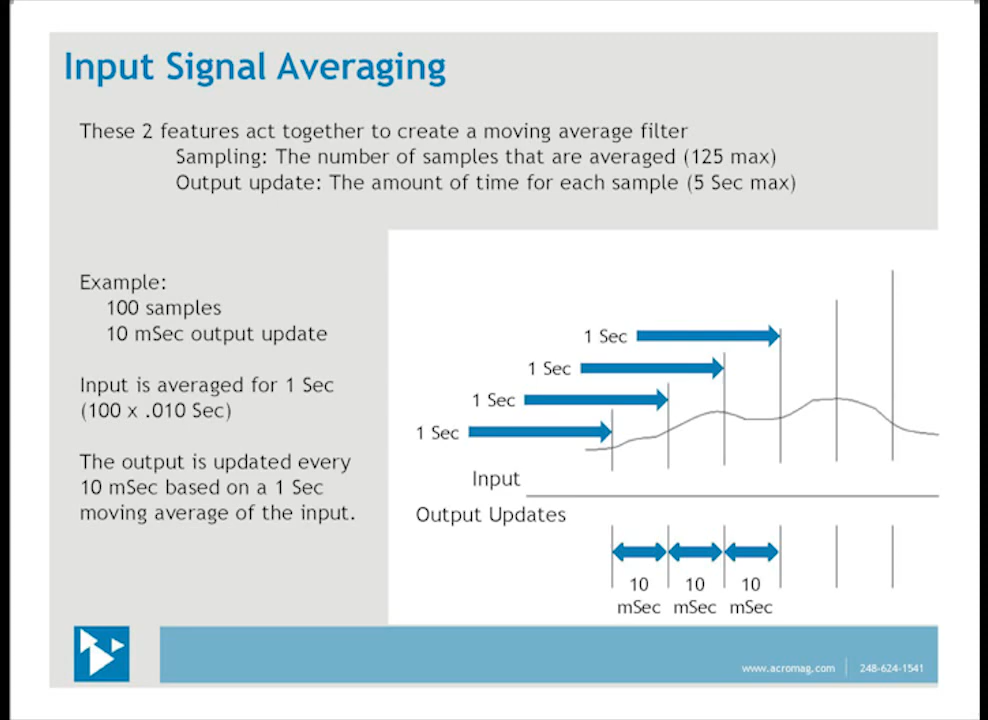 Input Signal Averaging
These 2 features act together to create a moving average filter
Sampling: The number of samples that are averaged (125 max)
Output update: The amount of time for each sample (5 Sec max)
Example:
100 samples
10 mSec output update
Input is averaged for 1 Sec
(100 x .010 Sec)
The output is updated every
10 mSec based on a 1 Sec
moving average of the input.
1 Sec
1 Sec
1 Sec
1 Sec
Input
Output Updates
10 10 10
mSec mSec mSec
www.acromag.com 248-624-1541